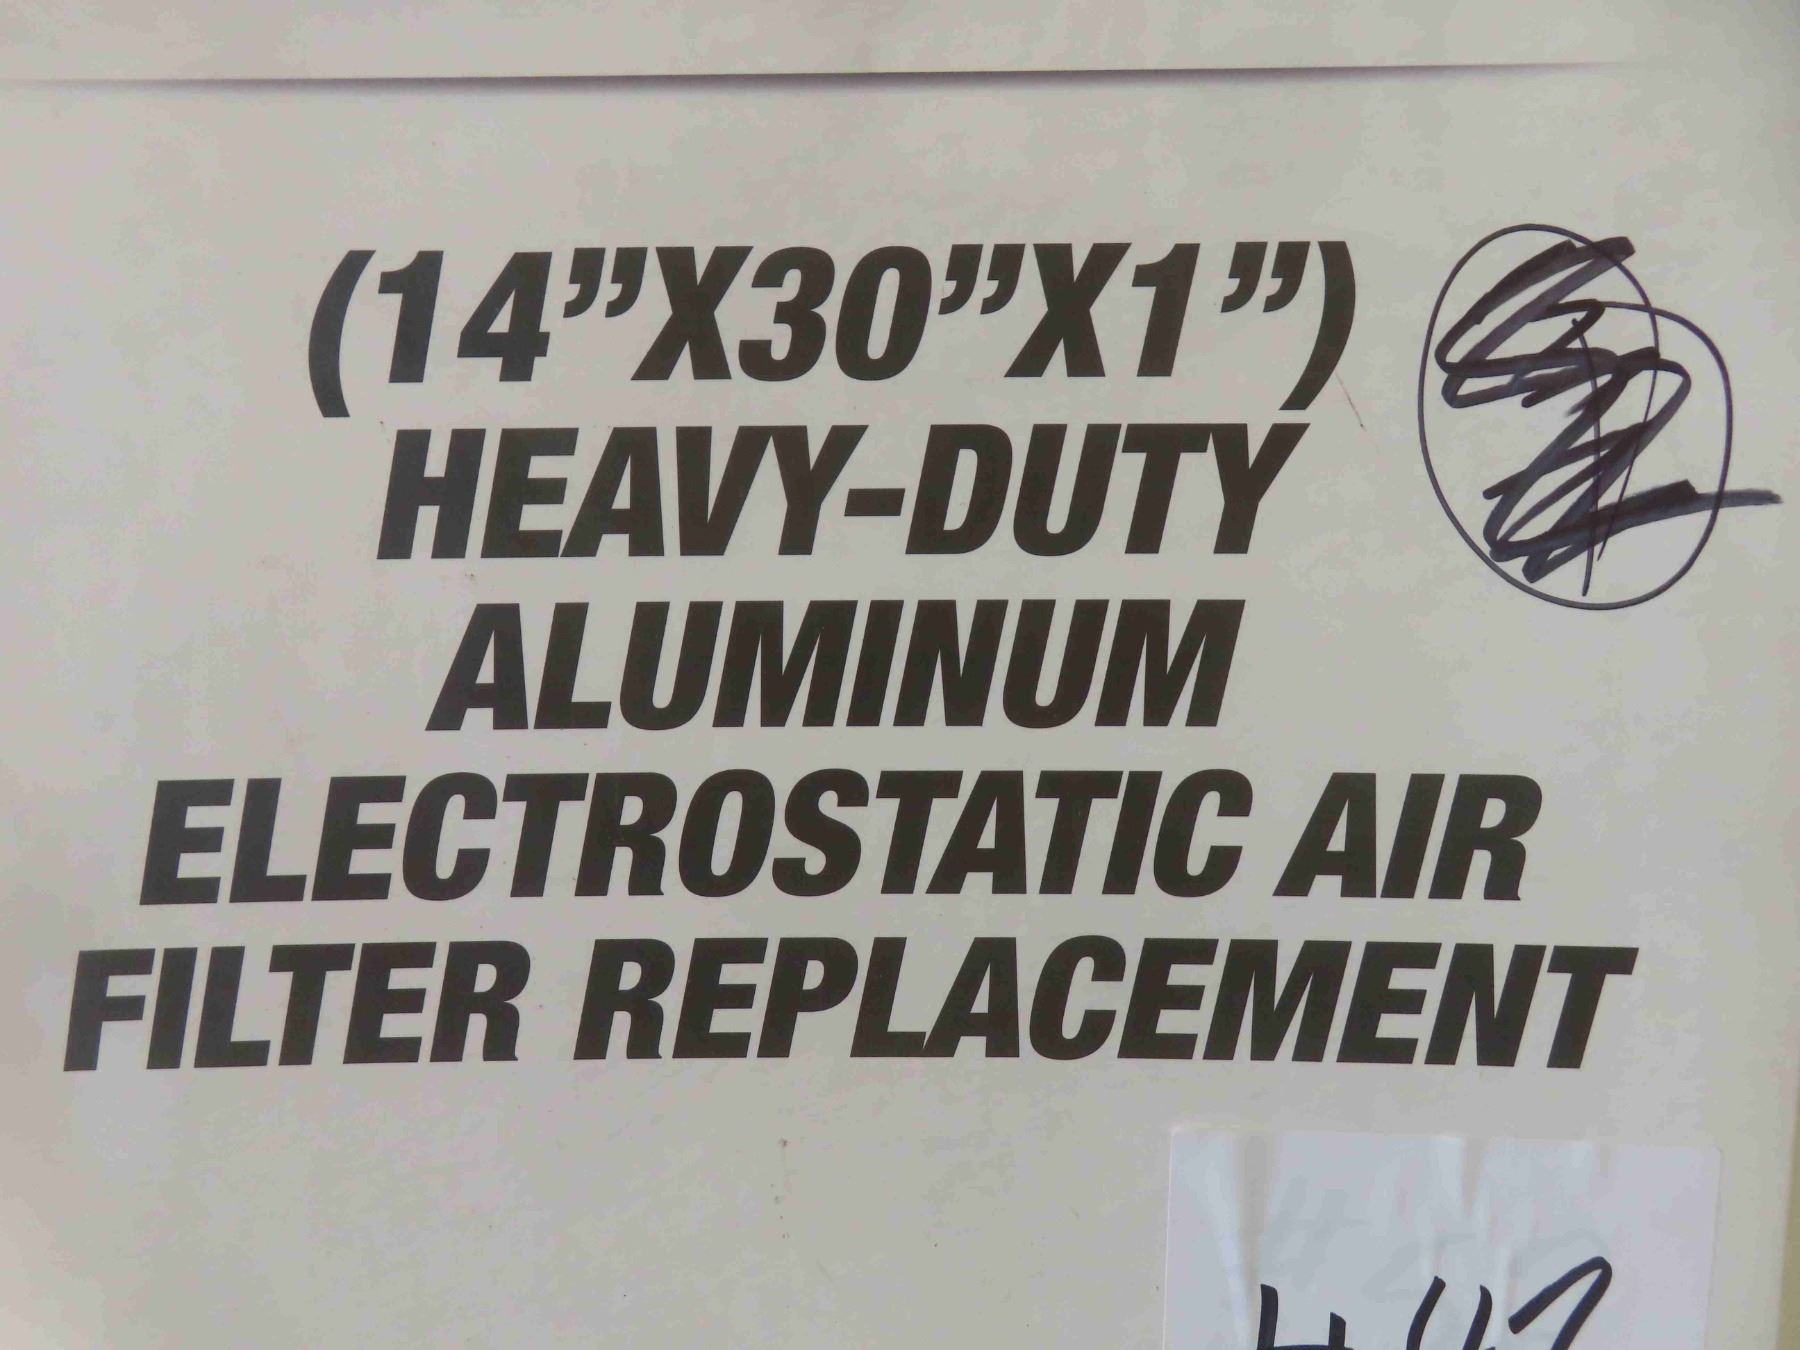 (14”X30”X1”)
HEAVY-DUTY
ALUMINUM
ELECTROSTATIC AIR
FILTER REPLACEMENT